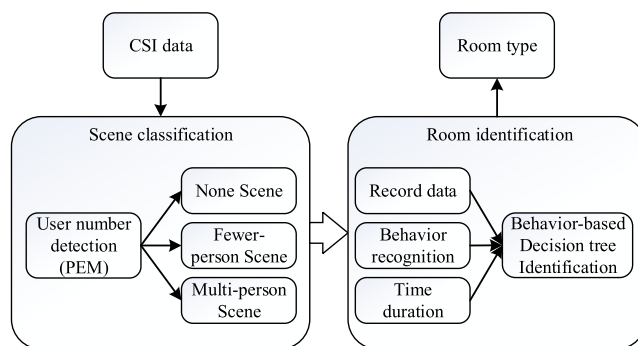 CSI data
Room type
Scene classification
User number
detection
(PEM)
None Scene
Fewer-
person Scene
Multi-person
Scene
Room identification
Record data
Behavior
recognition
Time
duration
Behavior-based
Decision tree
Identification